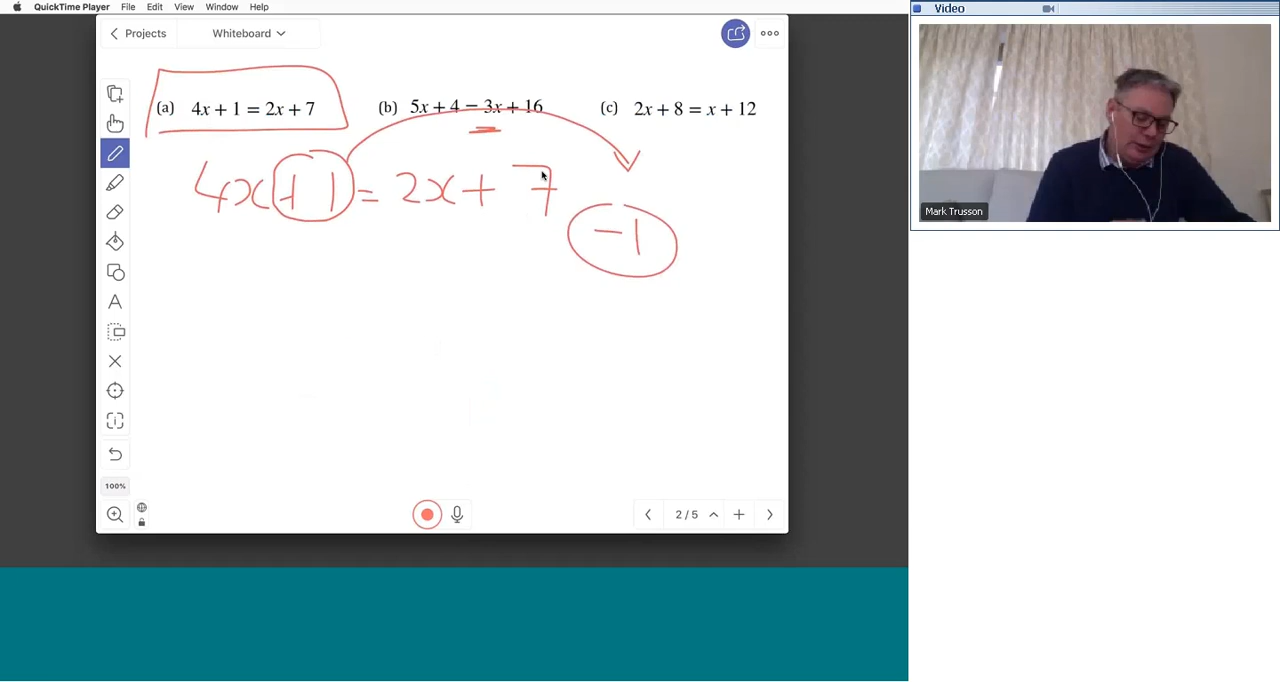 QuickTime Player File Edit View Window Help
Video
Projects
Whiteboard
(a) 4x + 1 = 2x + 7
(b) 5x + 4 = 3x + 16
(c) 2x + 8 = x + 12
4x + 1 = 2x + 7
-1
A
100%
2 / 5
Mark Trusson